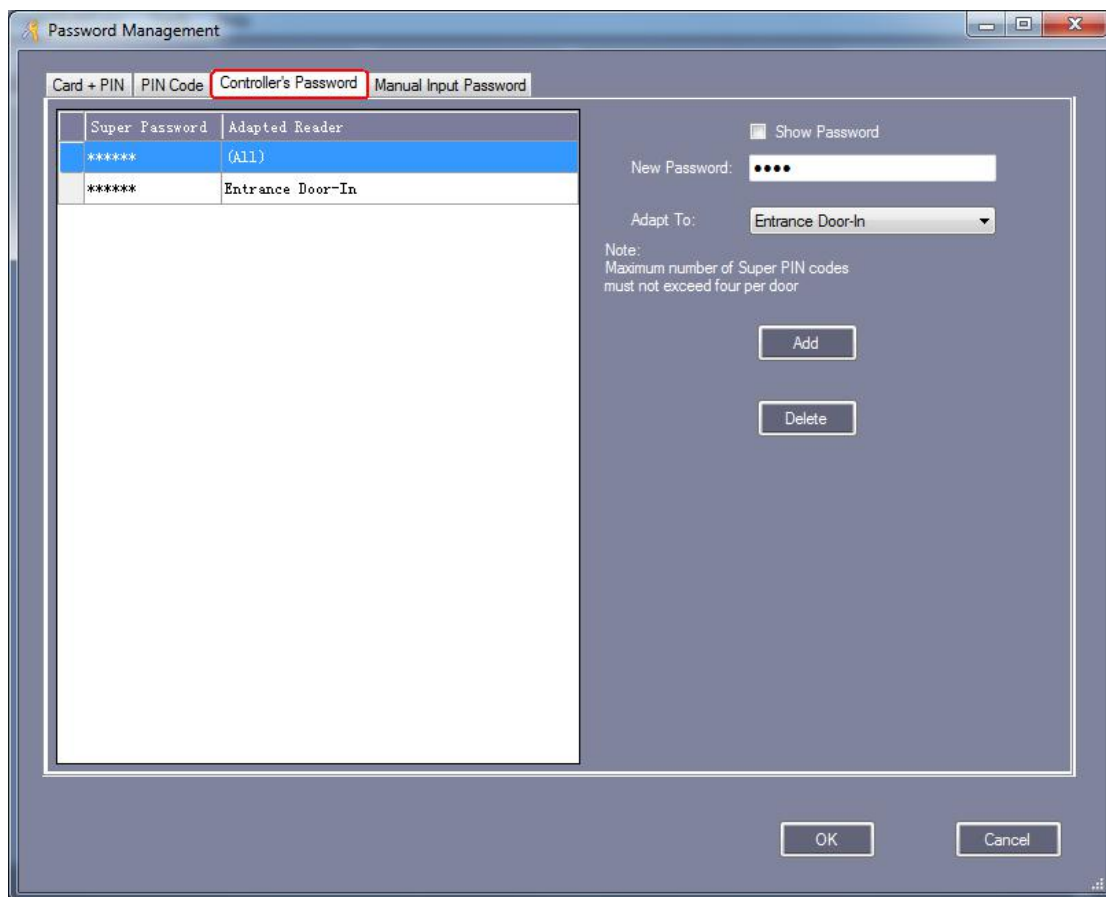 Password Management
Card + PIN PIN Code Controller's Password Manual Input Password
Super Password Adapted Reader
****** (All)
****** Entrance Door-In
Show Password
New Password: ●●●●
Adapt To: Entrance Door-In
Note:
Maximum number of Super PIN codes
must not exceed four per door
Add
Delete
OK Cancel